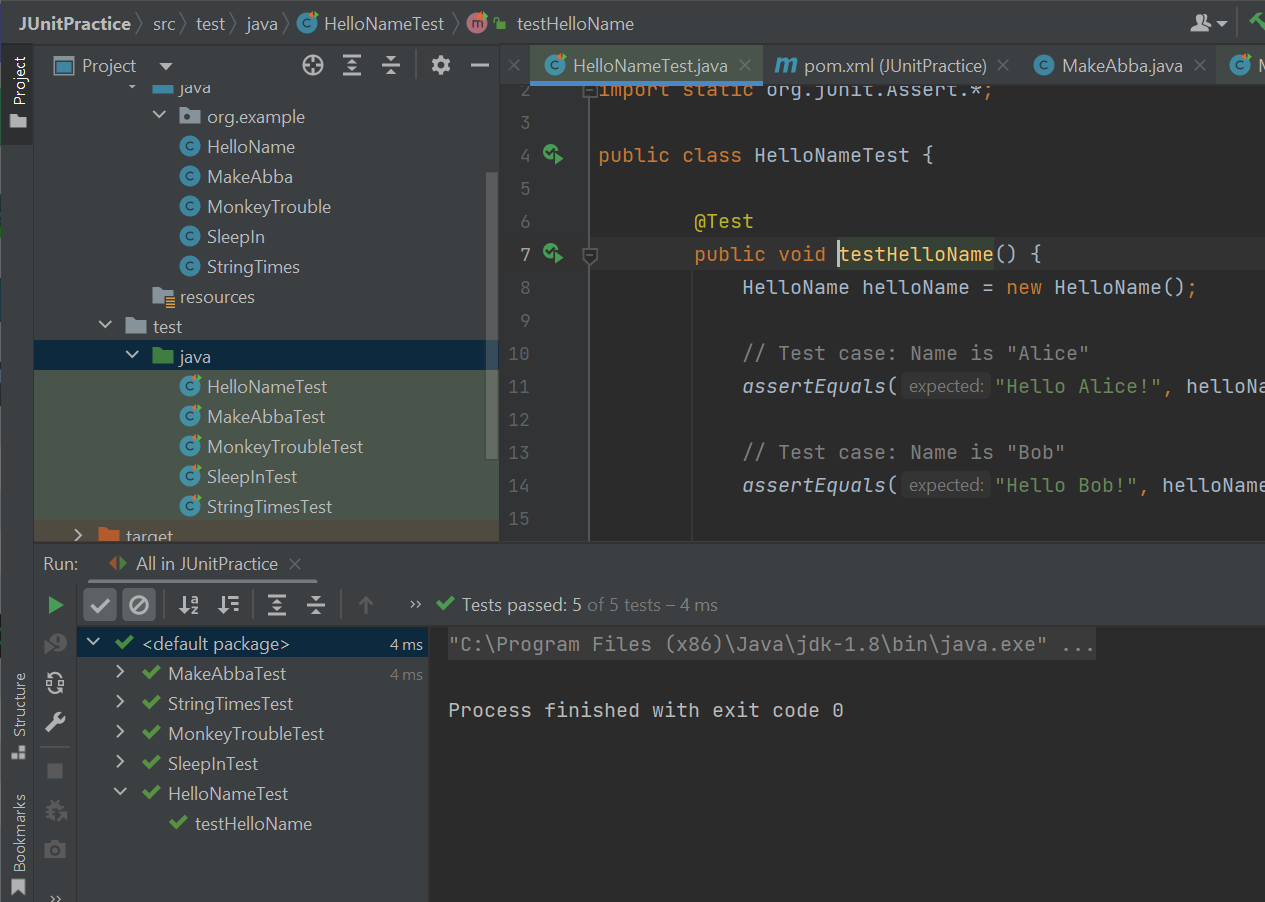 JUnitPractice src test java HelloNameTest m testHelloName
Project
Project
java
org.example
C HelloName
C MakeAbba
C MonkeyTrouble
C SleepIn
C StringTimes
resources
test
java
C HelloNameTest
C MakeAbbaTest
C MonkeyTroubleTest
C SleepInTest
C StringTimesTest
target
C HelloNameTest.java m pom.xml (JUnitPractice) C MakeAbba.java C
2 import static org.junit.Assert.*;
3
4 public class HelloNameTest {
5
6 @Test
7 public void testHelloName() {
8 HelloName helloName = new HelloName();
9
10 // Test case: Name is "Alice"
11 assertEquals( expected: "Hello Alice!", helloNa
12
13 // Test case: Name is "Bob"
14 assertEquals( expected: "Hello Bob!", helloName
15
Run: All in JUnitPractice
Tests passed: 5 of 5 tests – 4 ms
<default package> 4 ms
MakeAbbaTest 4 ms
StringTimesTest
MonkeyTroubleTest
SleepInTest
HelloNameTest
testHelloName
"C:\Program Files (x86)\Java\jdk-1.8\bin\java.exe" ...
Process finished with exit code 0
Structure
Bookmarks